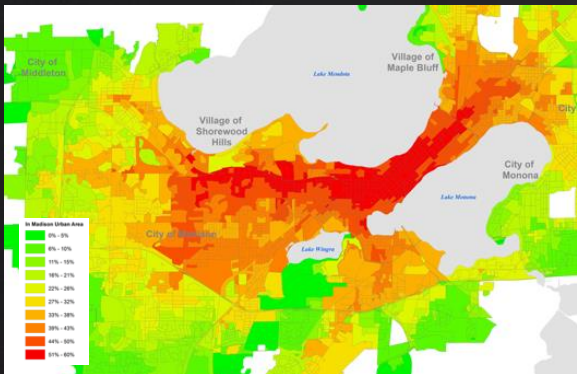 City of
Middleton
Lake Mendota
Village of
Maple Bluff
Village of
Shorewood
Hills
City
City of
Monona
Lake Monona
Lake Wingra
City of Madison
In Madison Urban Area
0% - 5%
6% - 10%
11% - 15%
16% - 21%
22% - 26%
27% - 32%
33% - 38%
39% - 43%
44% - 50%
51% - 60%